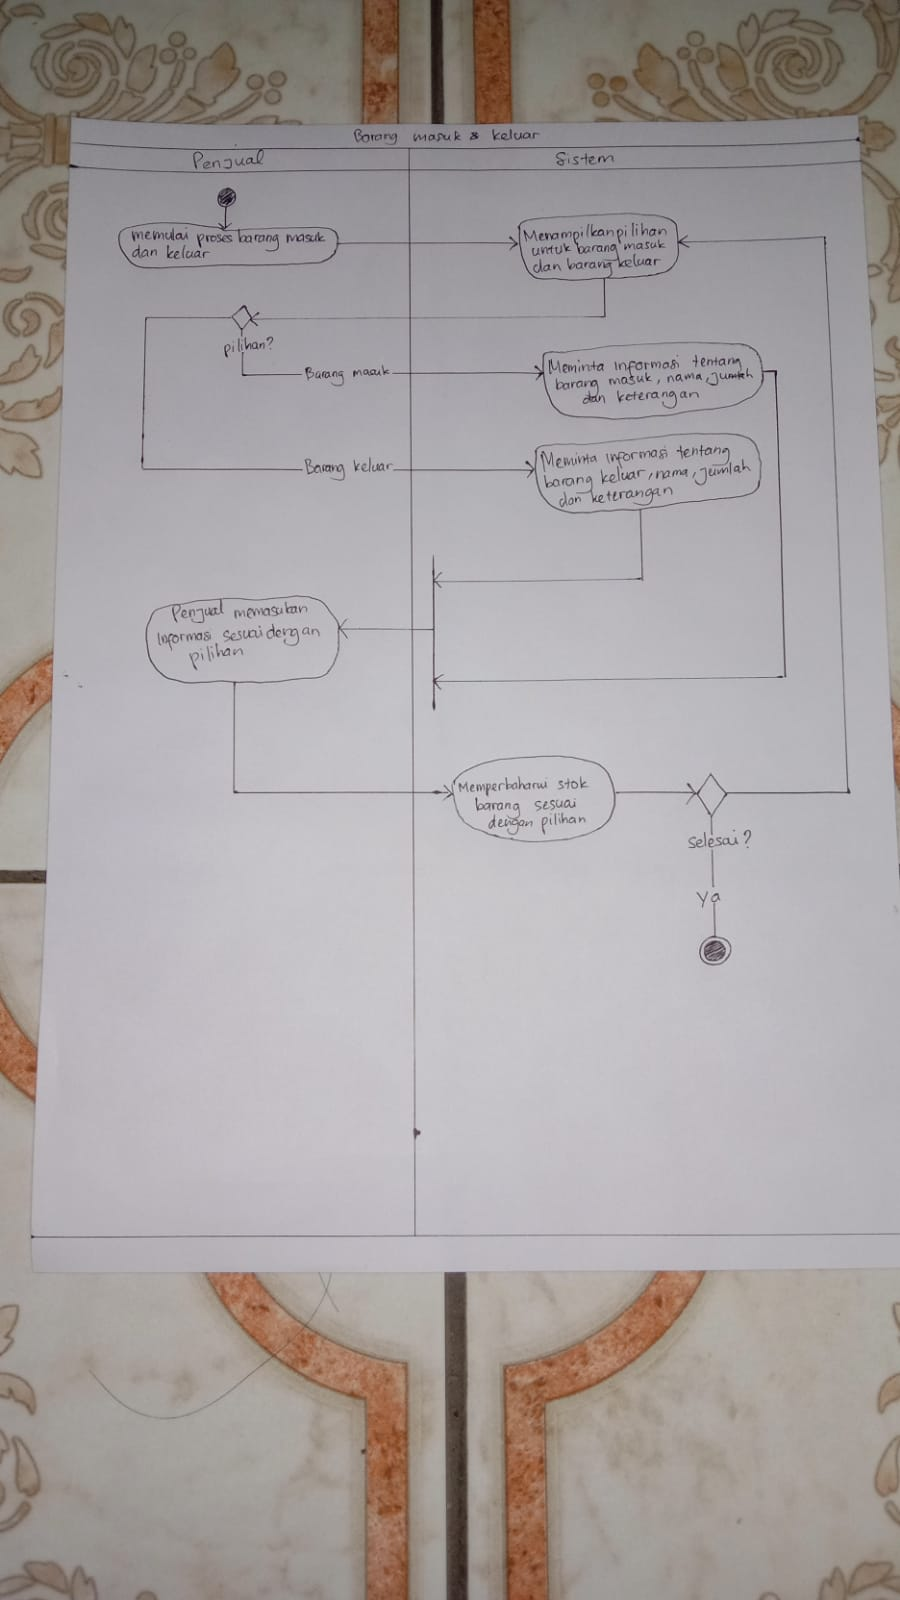 Barang masuk & keluar
Penjual
Sistem
memulai proses barang masuk
dan keluar
Menampilkan pilihan
untuk barang masuk
dan barang keluar
pilihan?
Barang masuk
Meminta informasi tentang
barang masuk, nama, jumlah
dan keterangan
Barang keluar
Meminta informasi tentang
barang keluar, nama, jumlah
dan keterangan
Penjual memasukan
informasi sesuai dengan
pilihan
Memperbaharui stok
barang sesuai
dengan pilihan
selesai?
Ya